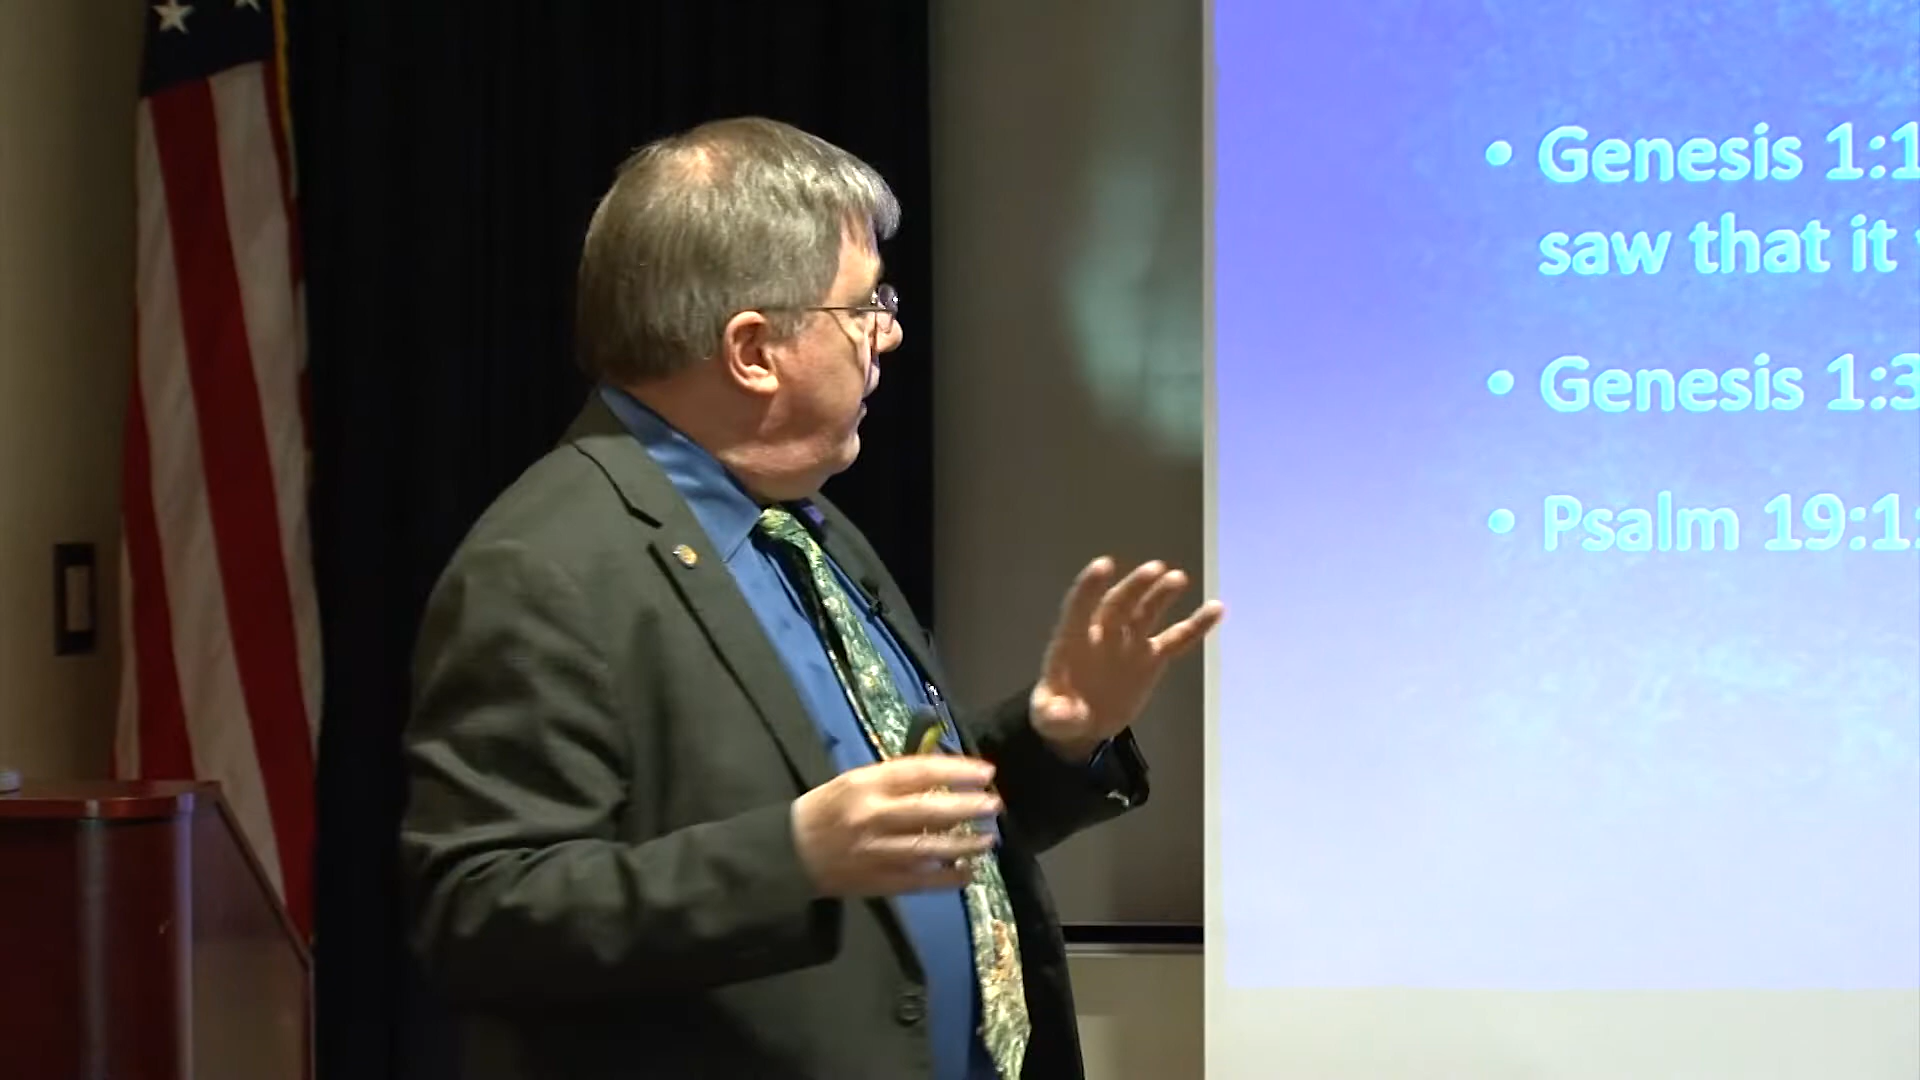 • Genesis 1:1
saw that it
• Genesis 1:3
• Psalm 19:1: